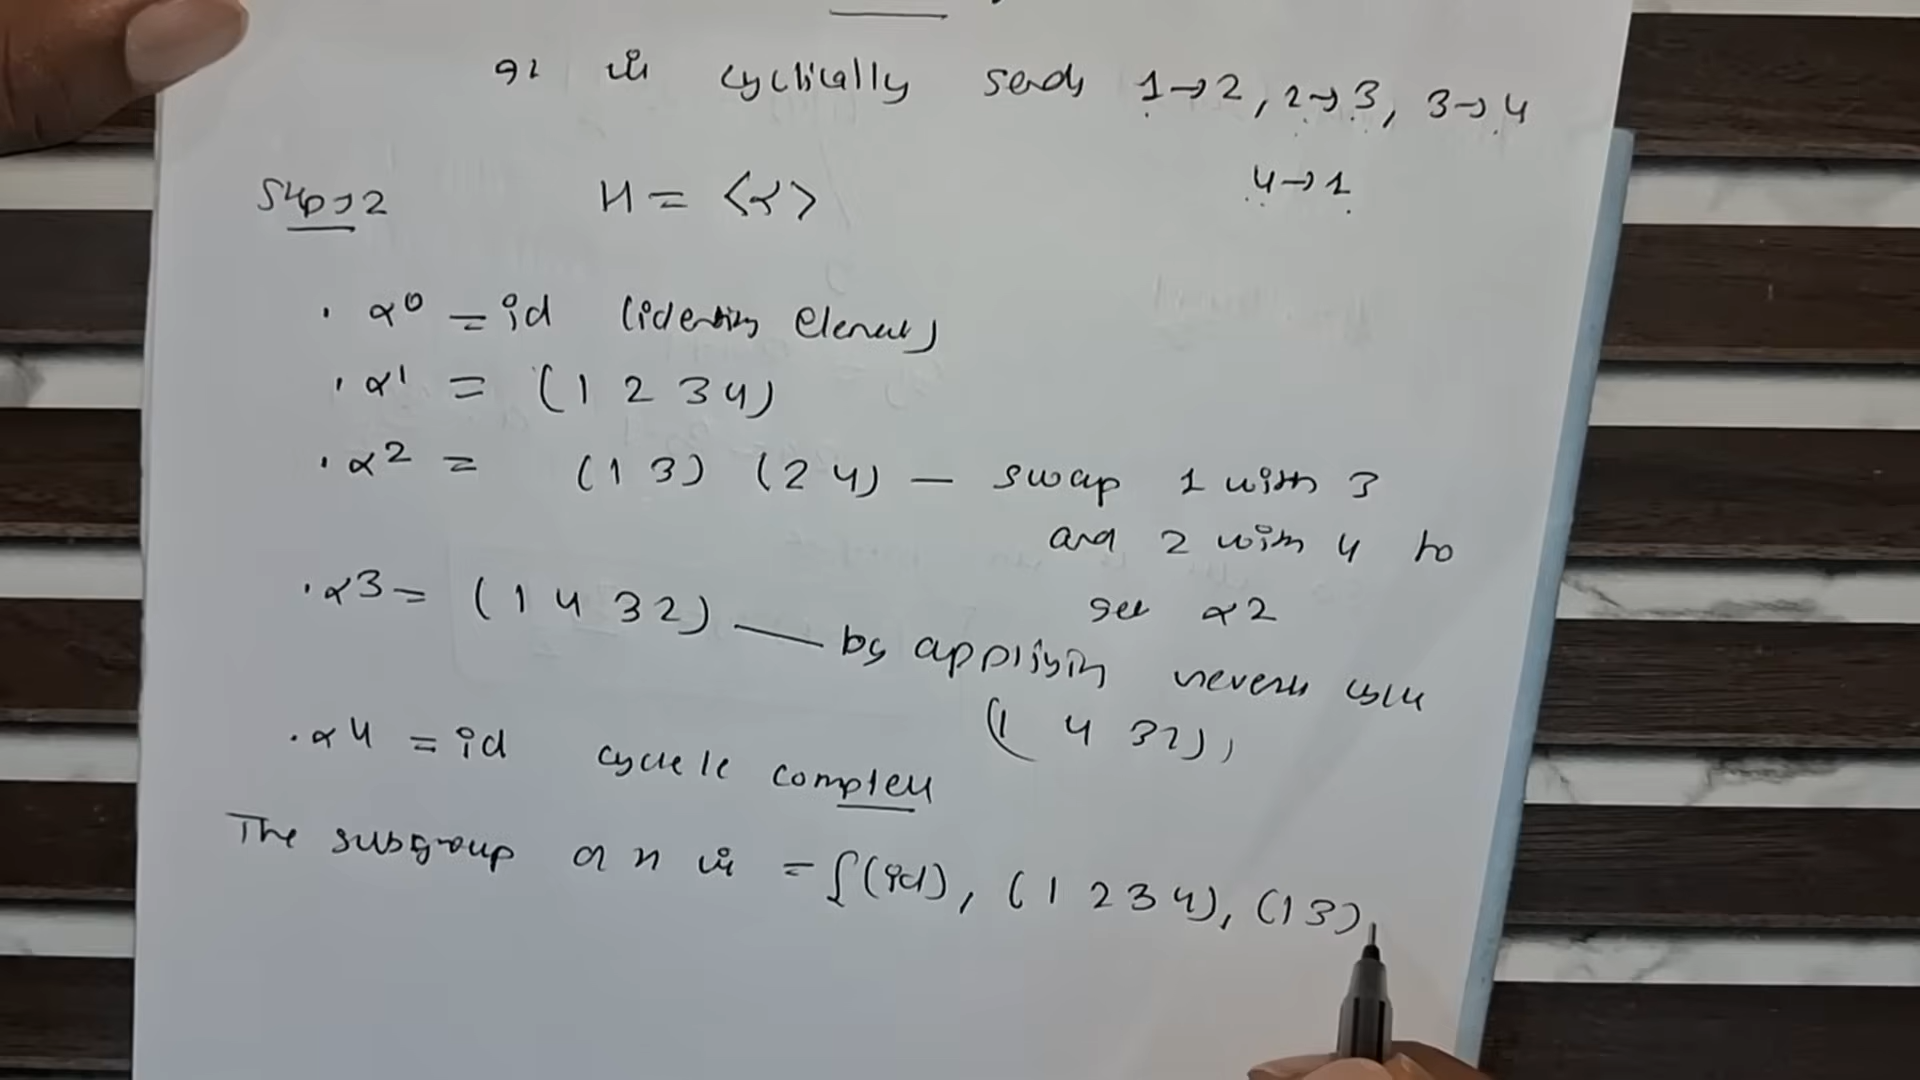 It is cyclically sends 1→2, 2→3, 3→4
4→1
Step 2 H = <α>
. α0 = id (identity element)
. α1 = (1 2 3 4)
. α2 = (1 3) (2 4) — swap 1 with 3
and 2 with 4 to
get α2
. α3 = (1 4 3 2) — by applying reverse cycle
(1 4 3 2),
. α4 = id cycle is complete
The subgroup is = {(id), (1 2 3 4), (1 3)